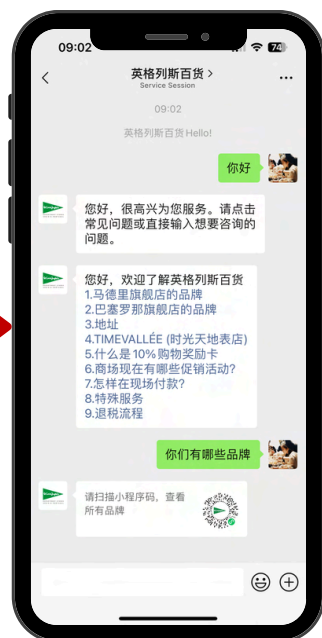 09:02
74
英格列斯百货 >
Service Session
09:02
英格列斯百货Hello!
你好
您好，很高兴为您服务。请点击
常见问题或直接输入想要咨询的
问题。
您好，欢迎了解英格列斯百货
1.马德里旗舰店的品牌
2.巴塞罗那旗舰店的品牌
3.地址
4.TIMEVALLÉE (时光天地表店)
5.什么是10%购物奖励卡
6.商场现在有哪些促销活动?
7.怎样在现场付款?
8.特殊服务
9.退税流程
你们有哪些品牌
请扫描小程序码，查看
所有品牌